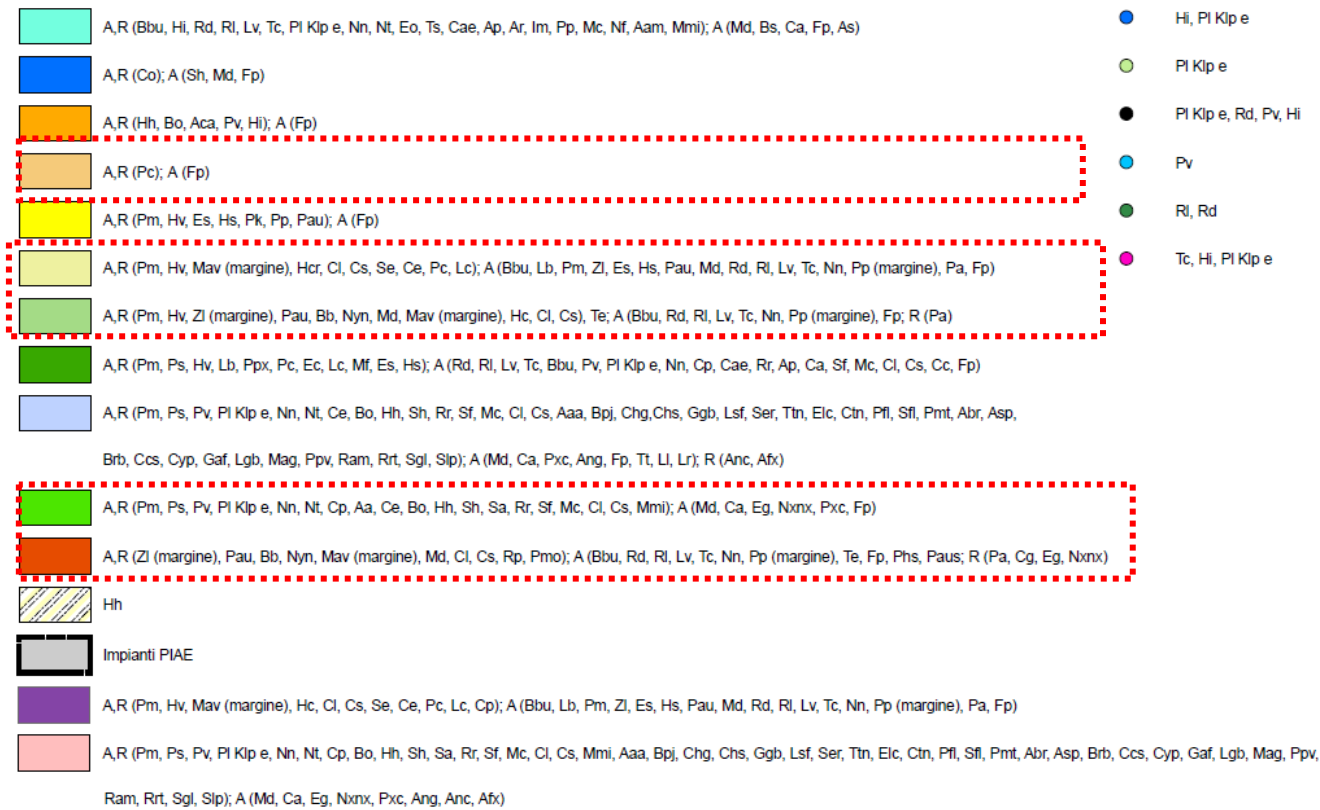 A,R (Bbu, Hi, Rd, Rl, Lv, Tc, Pl Klp e, Nn, Nt, Eo, Ts, Cae, Ap, Ar, Im, Pp, Mc, Nf, Aam, Mmi); A (Md, Bs, Ca, Fp, As)
A,R (Co); A (Sh, Md, Fp)
A,R (Hh, Bo, Aca, Pv, Hi); A (Fp)
A,R (Pc); A (Fp)
A,R (Pm, Hv, Es, Hs, Pk, Pp, Pau); A (Fp)
A,R (Pm, Hv, Mav (margine), Hcr, Cl, Cs, Se, Ce, Pc, Lc); A (Bbu, Lb, Pm, Zl, Es, Hs, Pau, Md, Rd, Rl, Lv, Tc, Nn, Pp (margine), Pa, Fp)
A,R (Pm, Hv, Zl (margine), Pau, Bb, Nyn, Md, Mav (margine), Hc, Cl, Cs), Te; A (Bbu, Rd, Rl, Lv, Tc, Nn, Pp (margine), Fp; R (Pa)
A,R (Pm, Ps, Hv, Lb, Ppx, Pc, Ec, Lc, Mf, Es, Hs); A (Rd, Rl, Lv, Tc, Bbu, Pv, Pl Klp e, Nn, Cp, Cae, Rr, Ap, Ca, Sf, Mc, Cl, Cs, Cc, Fp)
A,R (Pm, Ps, Pv, Pl Klp e, Nn, Nt, Ce, Bo, Hh, Sh, Rr, Sf, Mc, Cl, Cs, Aaa, Bpj, Chg,Chs, Ggb, Lsf, Ser, Ttn, Elc, Ctn, Pfl, Sfl, Pmt, Abr, Asp,
Brb, Ccs, Cyp, Gaf, Lgb, Mag, Ppv, Ram, Rrt, Sgl, Slp); A (Md, Ca, Pxc, Ang, Fp, Tt, Ll, Lr); R (Anc, Afx)
A,R (Pm, Ps, Pv, Pl Klp e, Nn, Nt, Cp, Aa, Ce, Bo, Hh, Sh, Sa, Rr, Sf, Mc, Cl, Cs, Mmi); A (Md, Ca, Eg, Nxnx, Pxc, Fp)
A,R (Zl (margine), Pau, Bb, Nyn, Mav (margine), Md, Cl, Cs, Rp, Pmo); A (Bbu, Rd, Rl, Lv, Tc, Nn, Pp (margine), Te, Fp, Phs, Paus; R (Pa, Cg, Eg, Nxnx)
Hh
Impianti PIAE
A,R (Pm, Hv, Mav (margine), Hc, Cl, Cs, Se, Ce, Pc, Lc, Cp); A (Bbu, Lb, Pm, Zl, Es, Hs, Pau, Md, Rd, Rl, Lv, Tc, Nn, Pp (margine), Pa, Fp)
A,R (Pm, Ps, Pv, Pl Klp e, Nn, Nt, Cp, Bo, Hh, Sh, Sa, Rr, Sf, Mc, Cl, Cs, Mmi, Aaa, Bpj, Chg, Chs, Ggb, Lsf, Ser, Ttn, Elc, Ctn, Pfl, Sfl, Pmt, Abr, Asp, Brb, Ccs, Cyp, Gaf, Lgb, Mag, Ppv,
Ram, Rrt, Sgl, Slp); A (Md, Ca, Eg, Nxnx, Pxc, Ang, Anc, Afx)
Hi, Pl Klp e
Pl Klp e
Pl Klp e, Rd, Pv, Hi
Pv
Rl, Rd
Tc, Hi, Pl Klp e